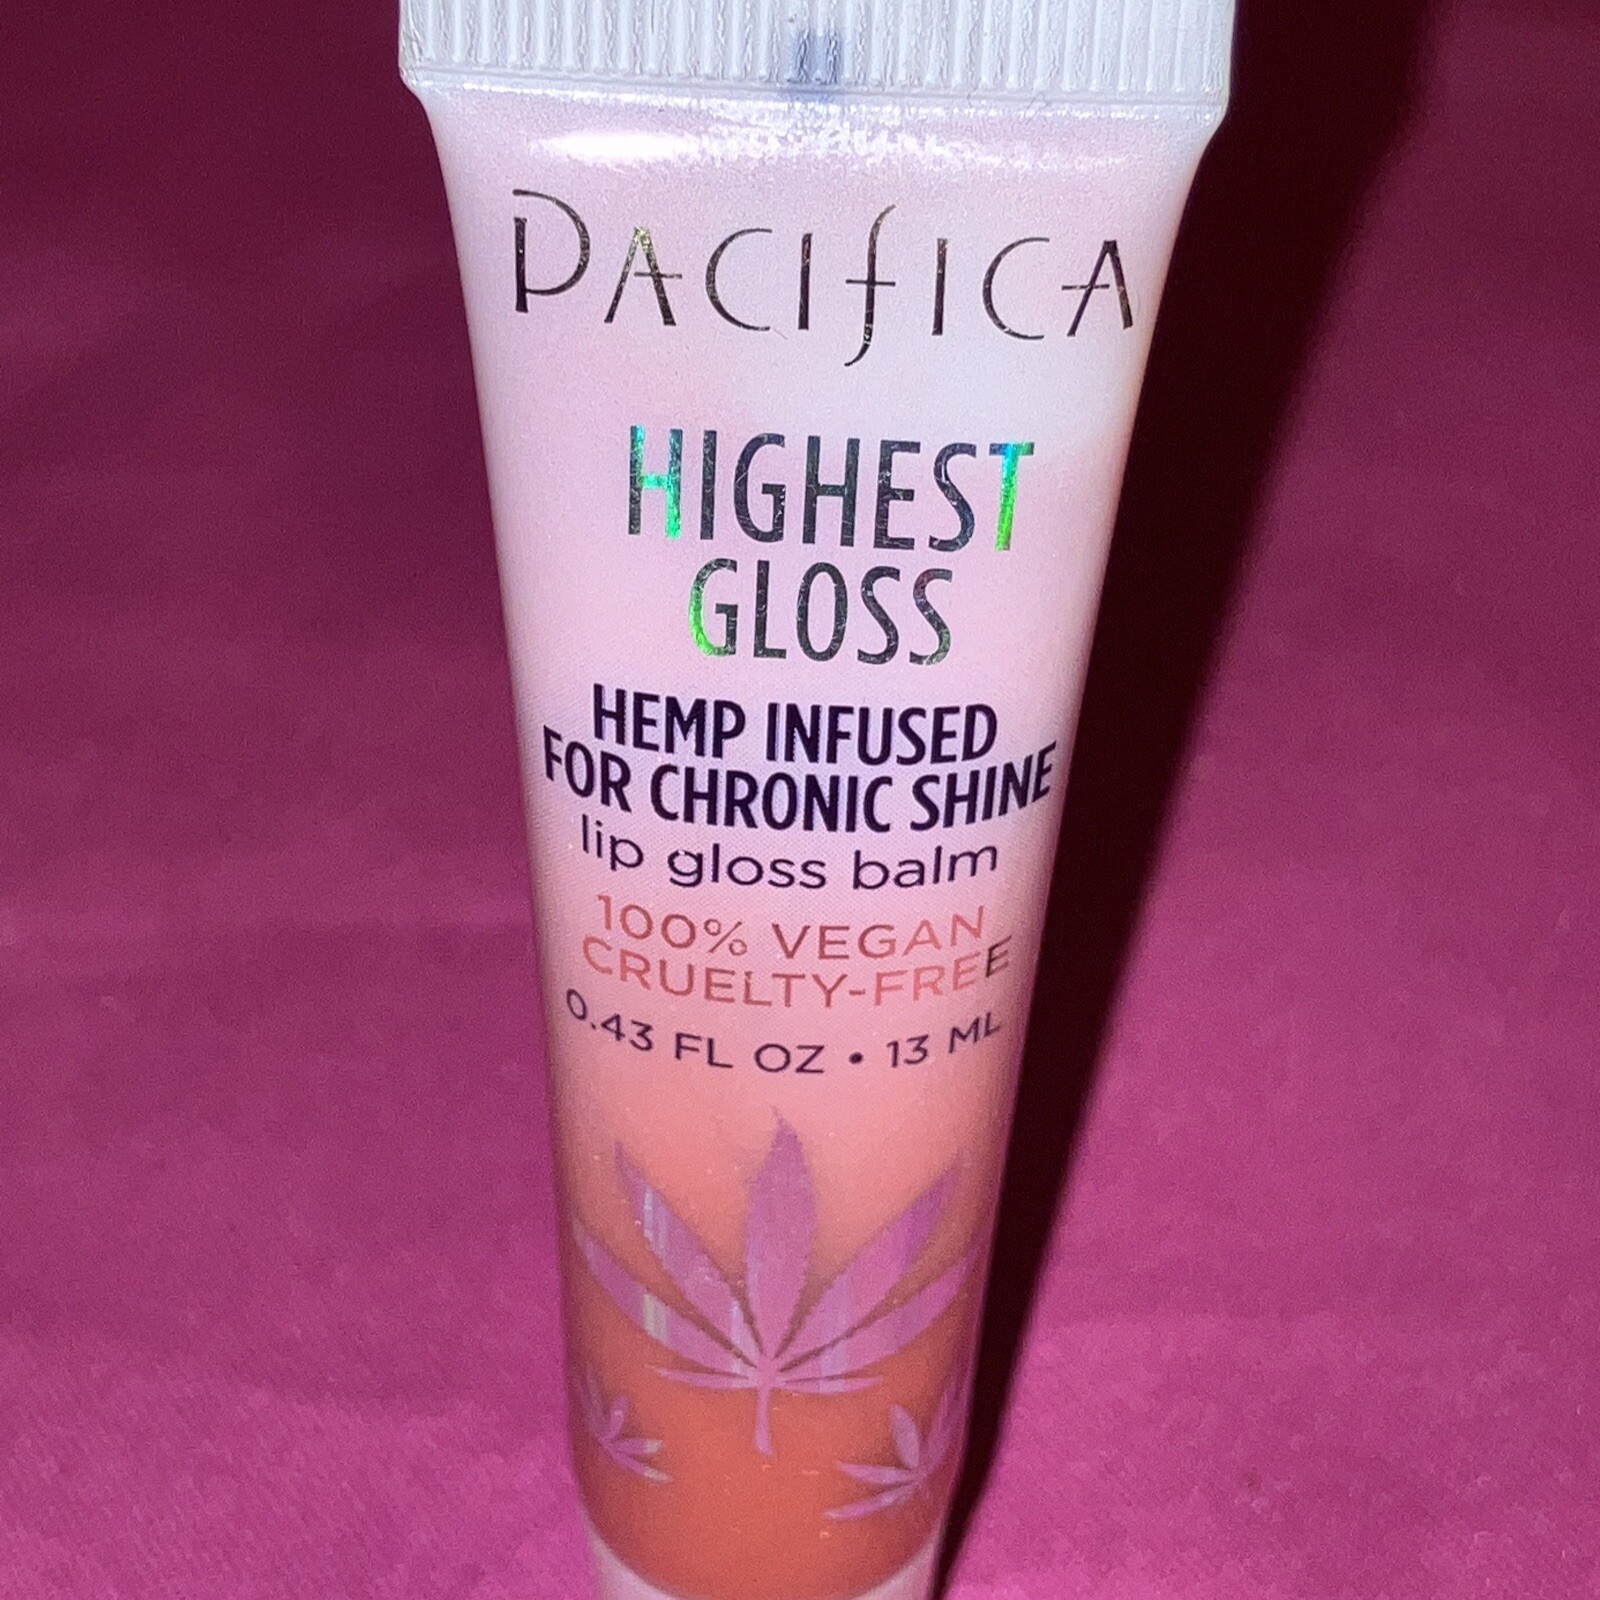 PACIFICA
HIGHEST
GLOSS
HEMP INFUSED
FOR CHRONIC SHINE
lip gloss balm
100% VEGAN
CRUELTY-FREE
0.43 FL OZ • 13 ML